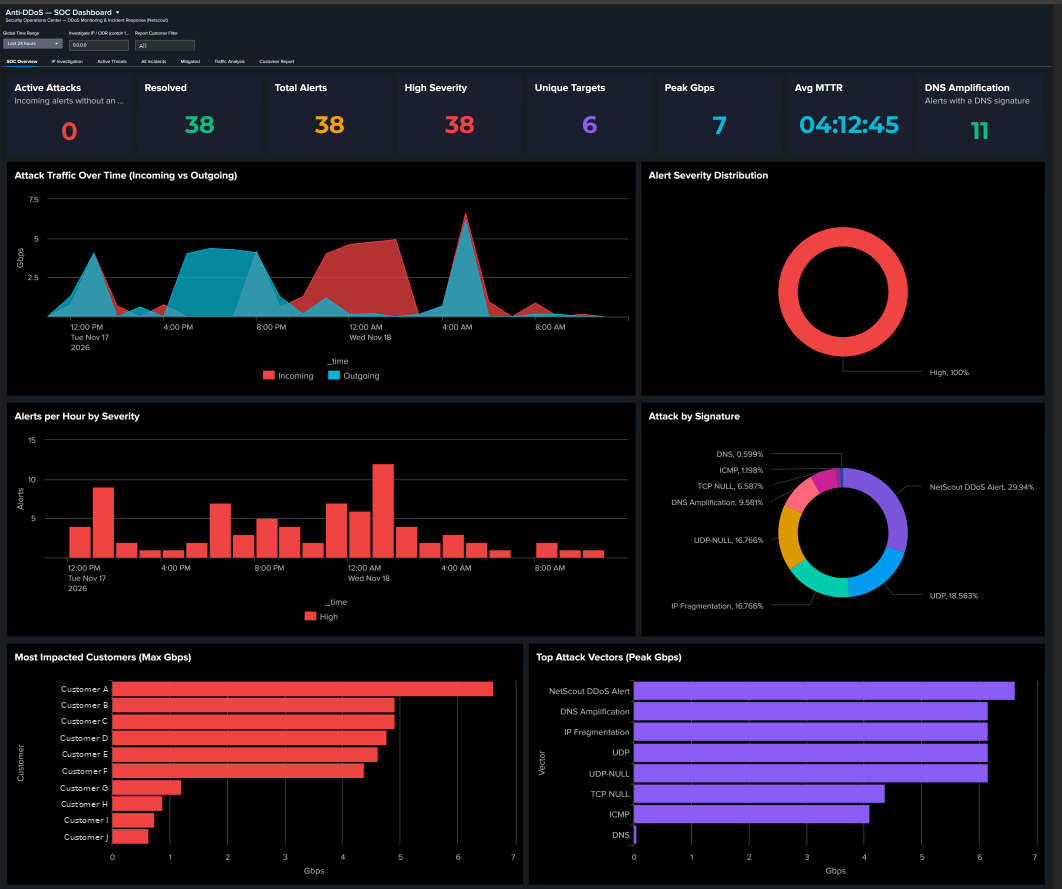 Anti-DDoS — SOC Dashboard
Security Operations Center — DDoS Monitoring & Incident Response (Netscout)
Global Time Range
Investigate IP / CIDR (contoh 1...
Report Customer Filter
Last 24 hours
0.0.0.0
All
SOC Overview
IP Investigation
Active Threats
All Incidents
Mitigated
Traffic Analysis
Customer Report
Active Attacks
Incoming alerts without an ...
0
Resolved
38
Total Alerts
38
High Severity
38
Unique Targets
6
Peak Gbps
7
Avg MTTR
04:12:45
DNS Amplification
Alerts with a DNS signature
11
Attack Traffic Over Time (Incoming vs Outgoing)
7.5
5
2.5
Gbps
12:00 PM
Tue Nov 17
2026
4:00 PM
8:00 PM
12:00 AM
Wed Nov 18
4:00 AM
8:00 AM
_time
Incoming
Outgoing
Alert Severity Distribution
High, 100%
Alerts per Hour by Severity
15
10
5
Alerts
12:00 PM
Tue Nov 17
2026
4:00 PM
8:00 PM
12:00 AM
Wed Nov 18
4:00 AM
8:00 AM
_time
High
Attack by Signature
DNS, 0.599%
ICMP, 1.198%
TCP NULL, 6.587%
DNS Amplification, 9.581%
UDP-NULL, 16.766%
IP Fragmentation, 16.766%
NetScout DDoS Alert, 29.94%
UDP, 18.563%
Most Impacted Customers (Max Gbps)
Customer
Customer A
Customer B
Customer C
Customer D
Customer E
Customer F
Customer G
Customer H
Customer I
Customer J
0 1 2 3 4 5 6 7
Gbps
Top Attack Vectors (Peak Gbps)
Vector
NetScout DDoS Alert
DNS Amplification
IP Fragmentation
UDP
UDP-NULL
TCP NULL
ICMP
DNS
0 1 2 3 4 5 6 7
Gbps